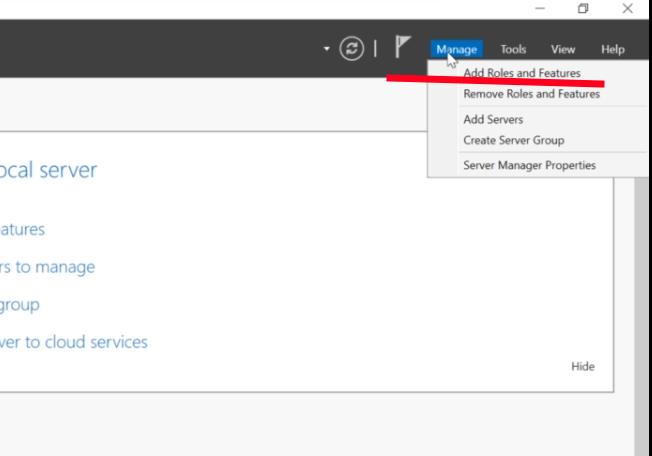 Manage Tools View Help
Add Roles and Features
Remove Roles and Features
Add Servers
Create Server Group
Server Manager Properties
ocal server
atures
rs to manage
group
ver to cloud services
Hide